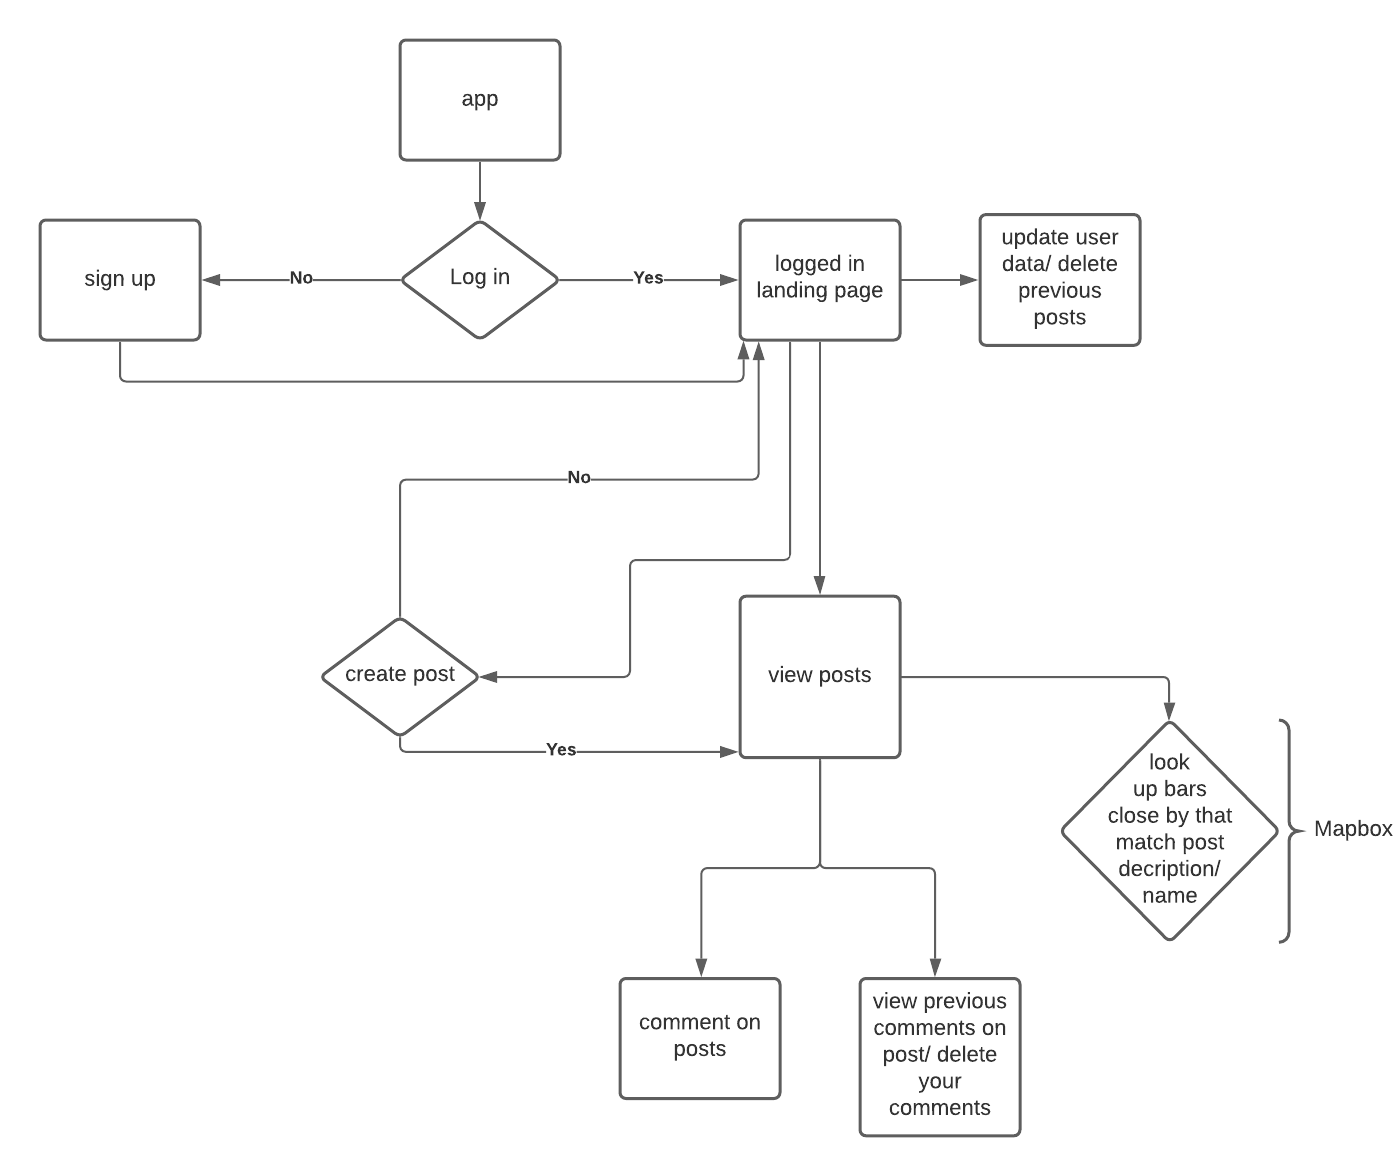 app
sign up
No
Log in
Yes
logged in
landing page
update user
data/ delete
previous
posts
No
create post
Yes
view posts
look
up bars
close by that
match post
decription/
name
Mapbox
comment on
posts
view previous
comments on
post/ delete
your
comments